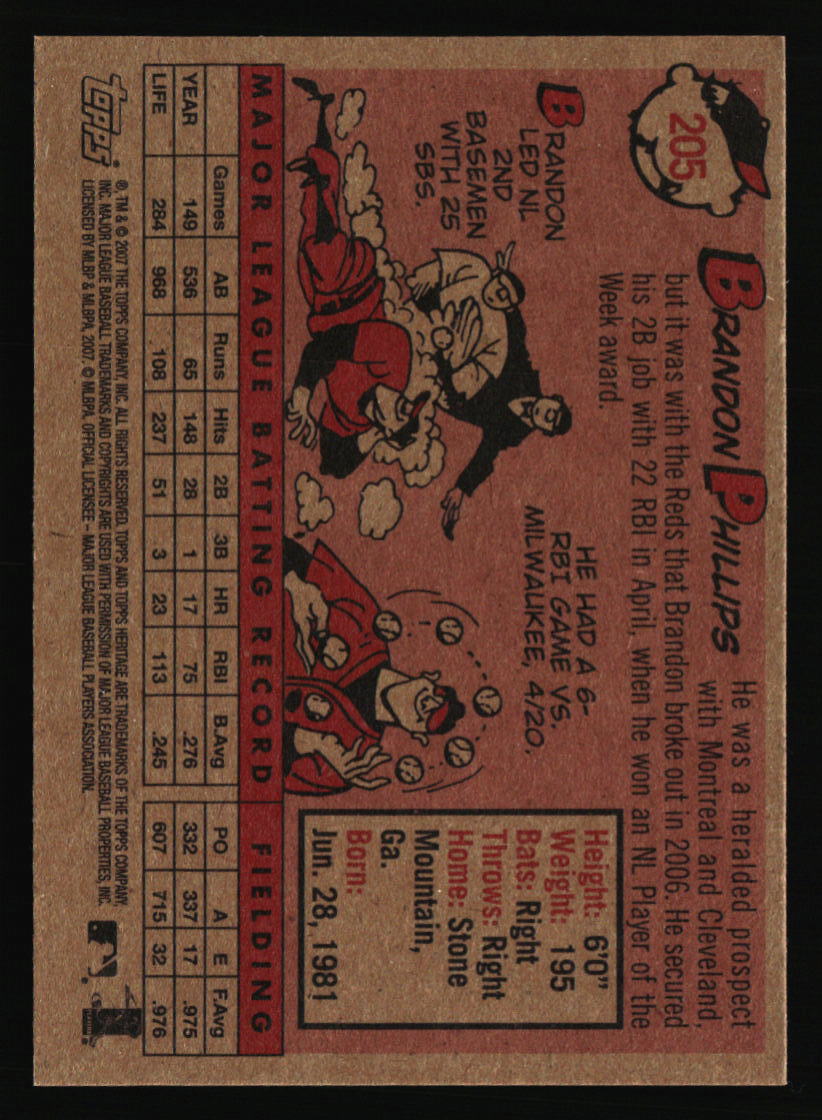 205
BRANDON PHILLIPS
He was a heralded prospect
with Montreal and Cleveland,
but it was with the Reds that Brandon broke out in 2006. He secured
his 2B job with 22 RBI in April, when he won an NL Player of the
Week award.
BRANDON
LED NL
2ND
BASEMEN
WITH 25
SBS.
HE HAD A 6-
RBI GAME VS.
MILWAUKEE, 4/20.
Height: 6'0"
Weight: 195
Bats: Right
Throws: Right
Home: Stone
Mountain,
Ga.
Born:
Jun. 28, 1981
MAJOR LEAGUE BATTING RECORD FIELDING
Games AB Runs Hits 2B 3B HR RBI B.Avg PO A E F.Avg
YEAR 149 536 65 148 28 1 17 75 .276 332 337 17 .975
LIFE 284 968 108 237 51 3 23 113 .245 607 715 32 .976
Topps
®, TM & © 2007 THE TOPPS COMPANY, INC. ALL RIGHTS RESERVED. TOPPS AND TOPPS HERITAGE ARE TRADEMARKS OF THE TOPPS COMPANY,
INC. MAJOR LEAGUE BASEBALL TRADEMARKS AND COPYRIGHTS ARE USED WITH PERMISSION OF MAJOR LEAGUE BASEBALL PROPERTIES, INC.
LICENSED BY MLBP & MLBPA, 2007. © MLBPA. OFFICIAL LICENSEE – MAJOR LEAGUE BASEBALL PLAYERS ASSOCIATION.